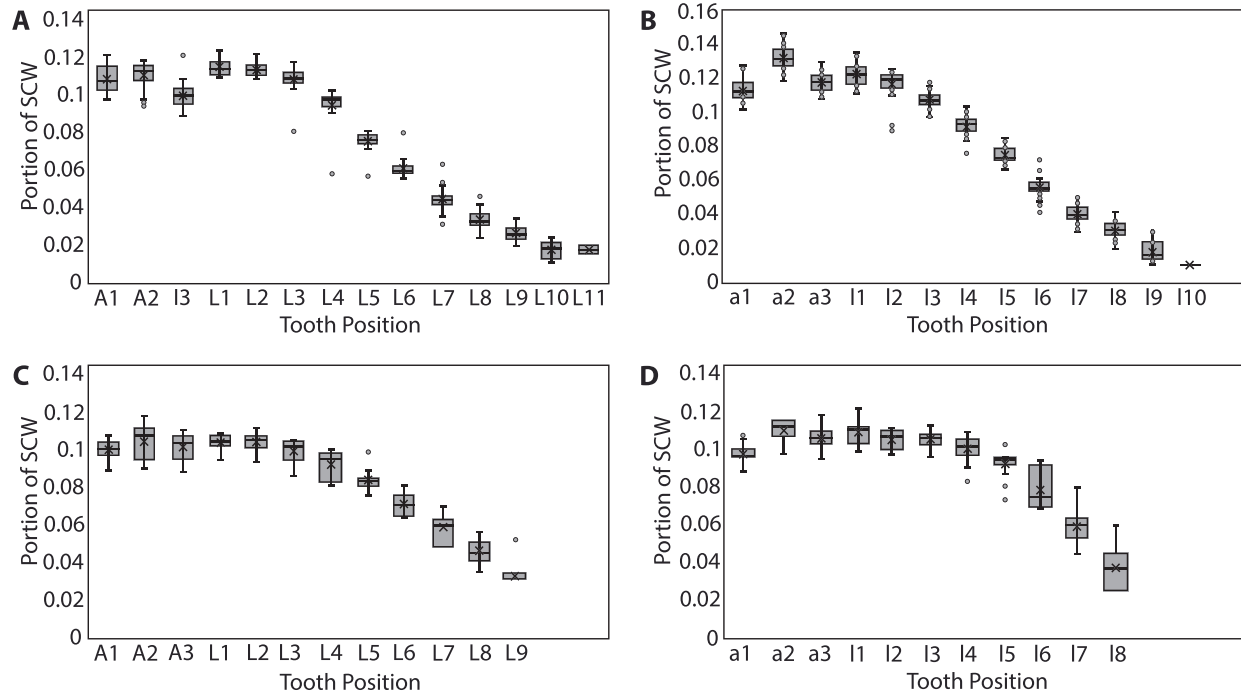 A
Portion of SCW
0.14
0.12
0.1
0.08
0.06
0.04
0.02
0
A1 A2 I3 L1 L2 L3 L4 L5 L6 L7 L8 L9 L10 L11
Tooth Position
B
Portion of SCW
0.16
0.14
0.12
0.1
0.08
0.06
0.04
0.02
0
a1 a2 a3 l1 l2 l3 l4 l5 l6 l7 l8 l9 l10
Tooth Position
C
Portion of SCW
0.14
0.12
0.1
0.08
0.06
0.04
0.02
0
A1 A2 A3 L1 L2 L3 L4 L5 L6 L7 L8 L9
Tooth Position
D
Portion of SCW
0.14
0.12
0.1
0.08
0.06
0.04
0.02
0
a1 a2 a3 l1 l2 l3 l4 l5 l6 l7 l8
Tooth Position